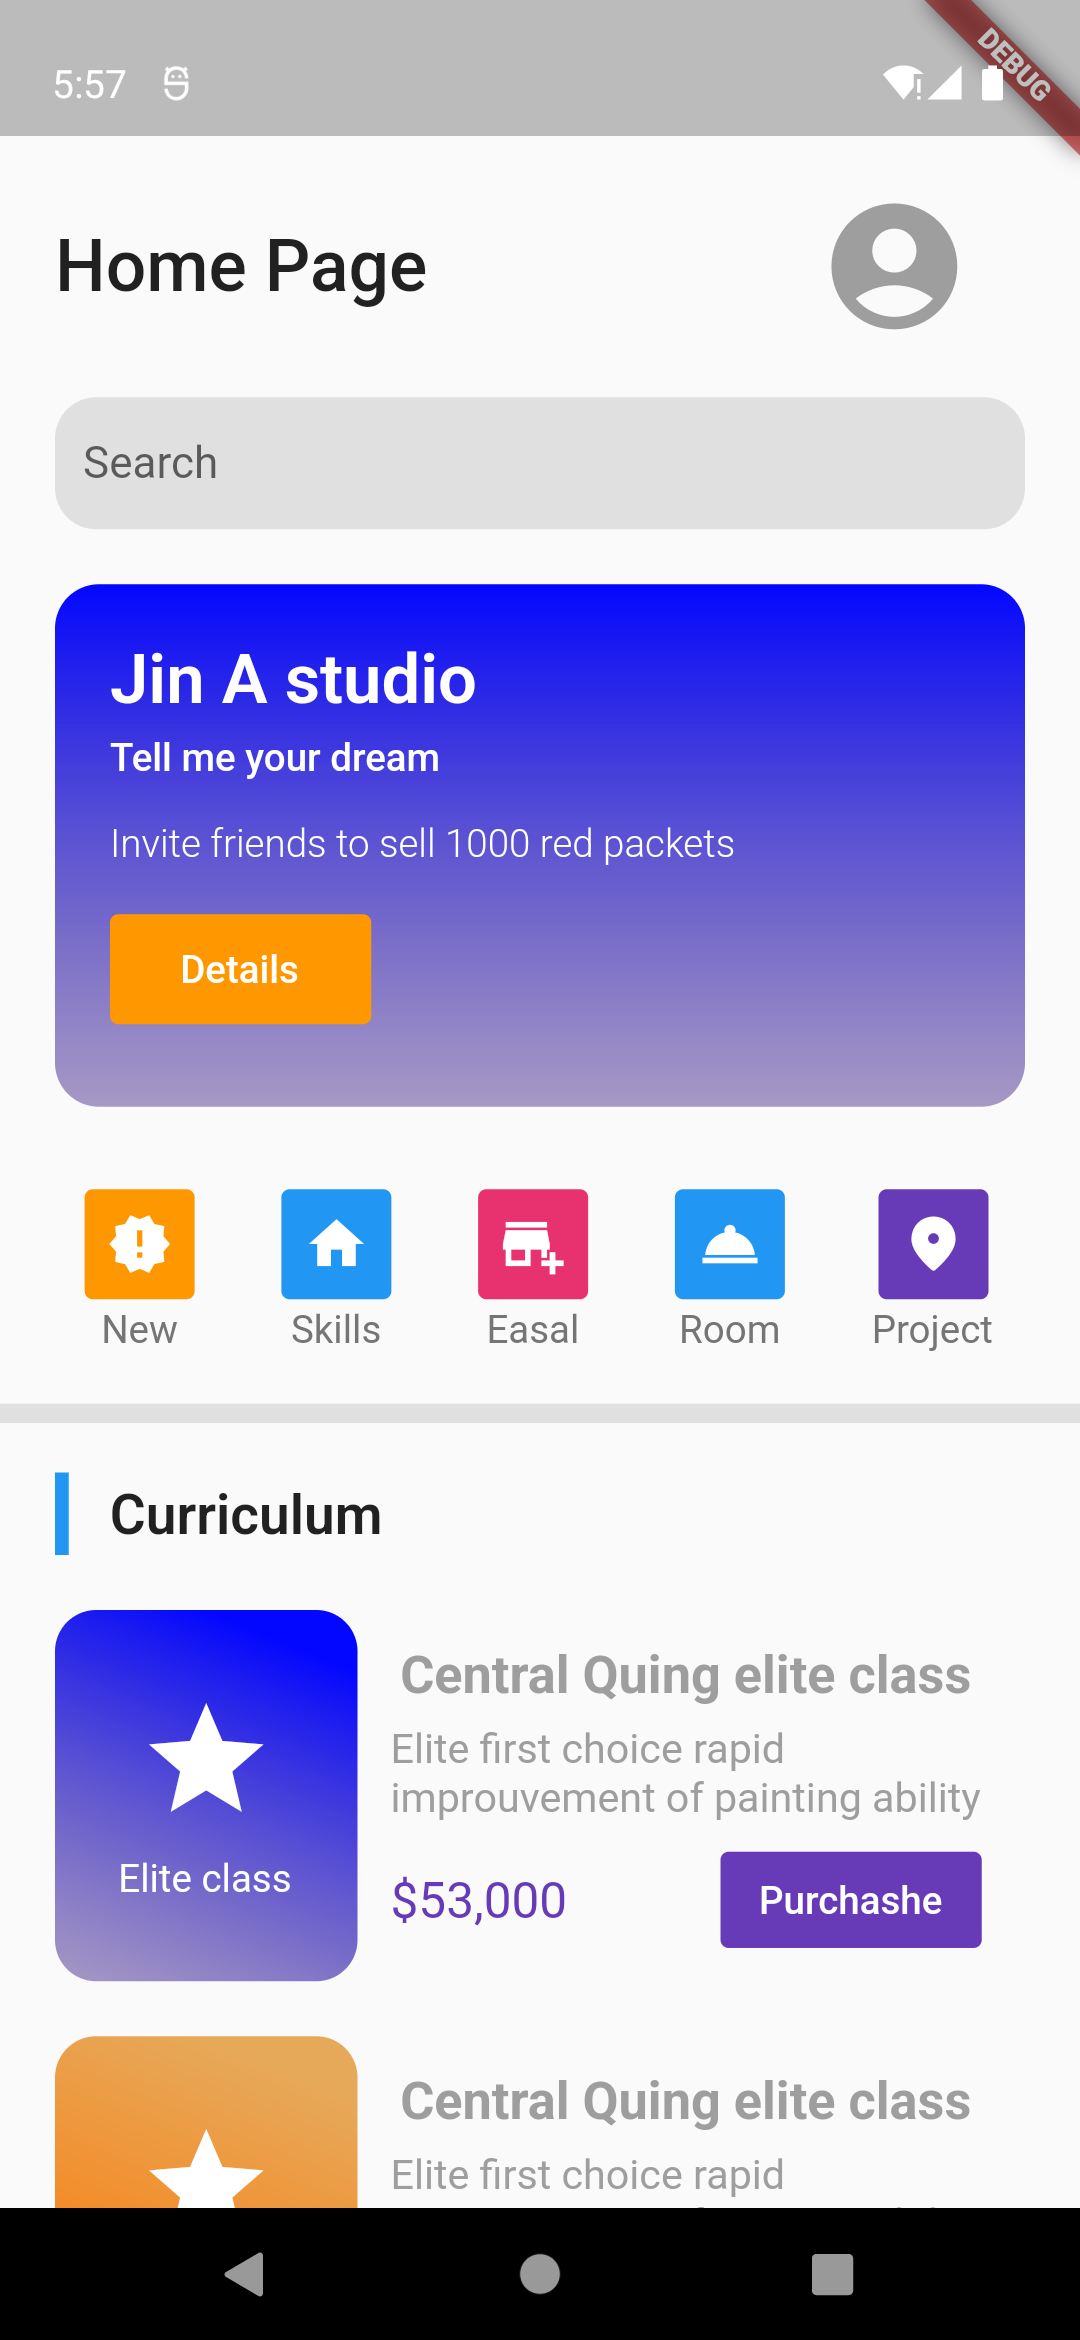 5:57
DEBUG
Home Page
Search
Jin A studio
Tell me your dream
Invite friends to sell 1000 red packets
Details
New Skills Easal Room Project
Curriculum
Central Quing elite class
Elite first choice rapid
improuvement of painting ability
Elite class
$53,000
Purchashe
Central Quing elite class
Elite first choice rapid